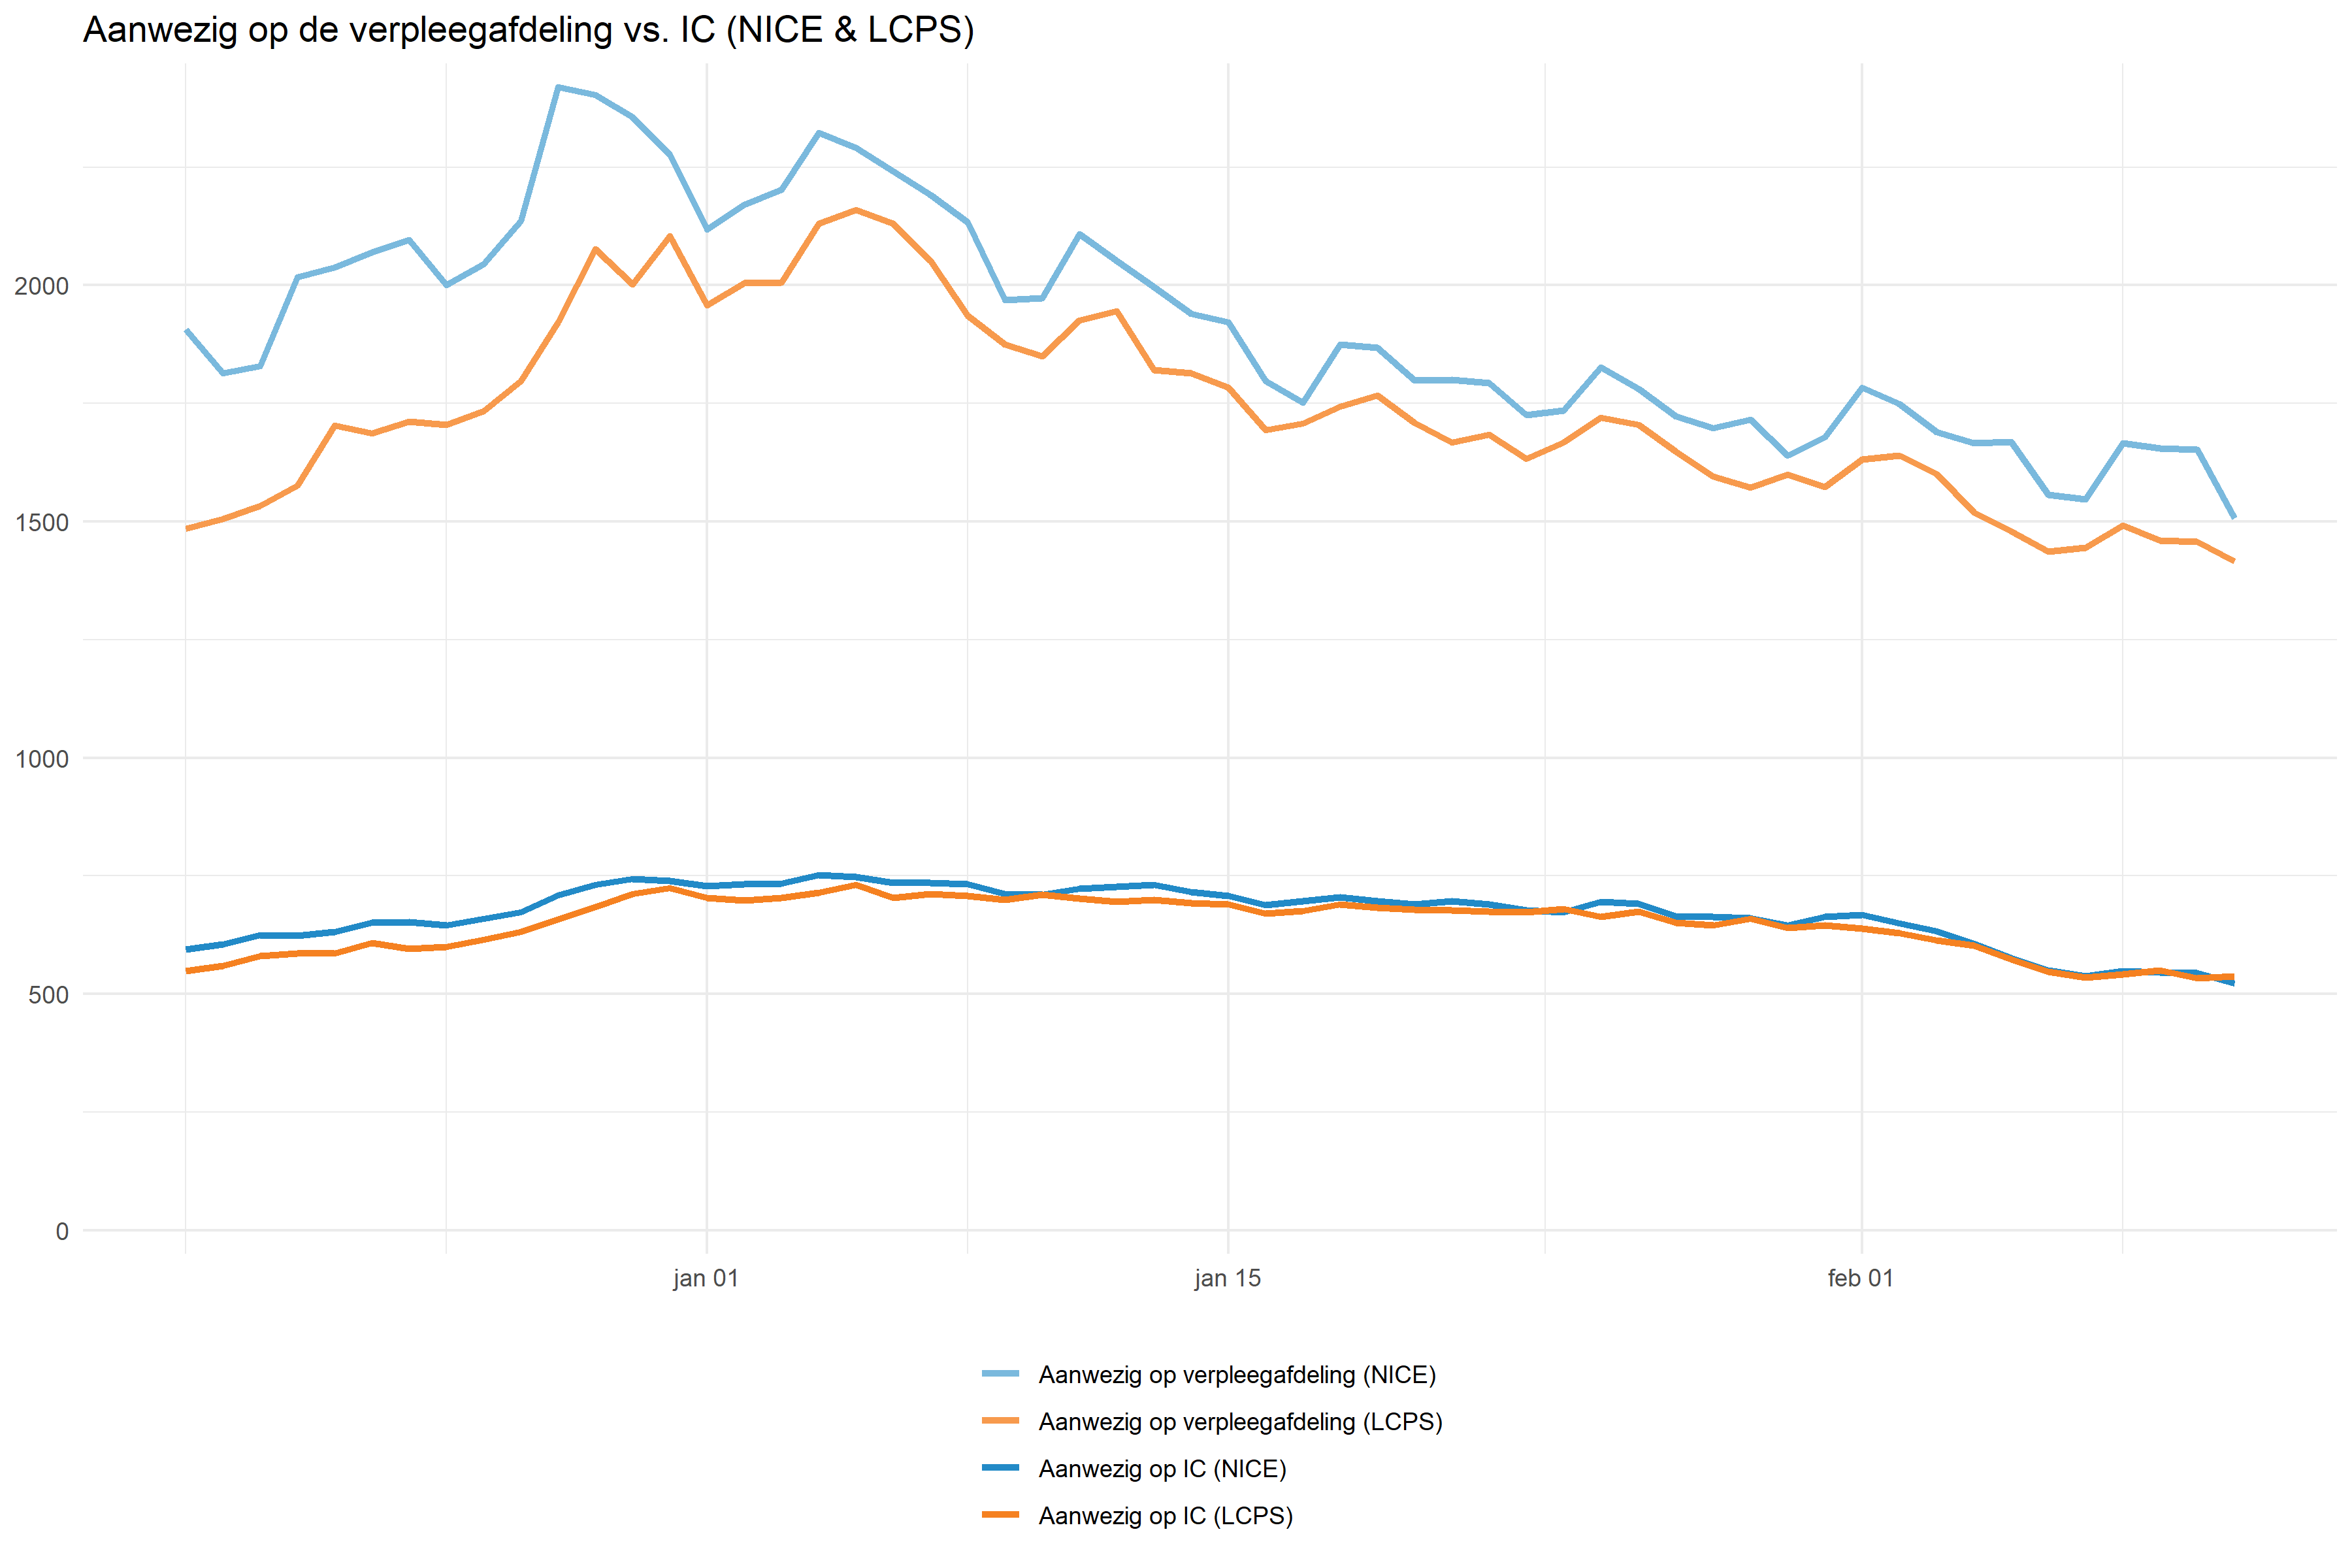 Aanwezig op de verpleegafdeling vs. IC (NICE & LCPS)
2000
1500
1000
500
0
jan 01
jan 15
feb 01
Aanwezig op verpleegafdeling (NICE)
Aanwezig op verpleegafdeling (LCPS)
Aanwezig op IC (NICE)
Aanwezig op IC (LCPS)